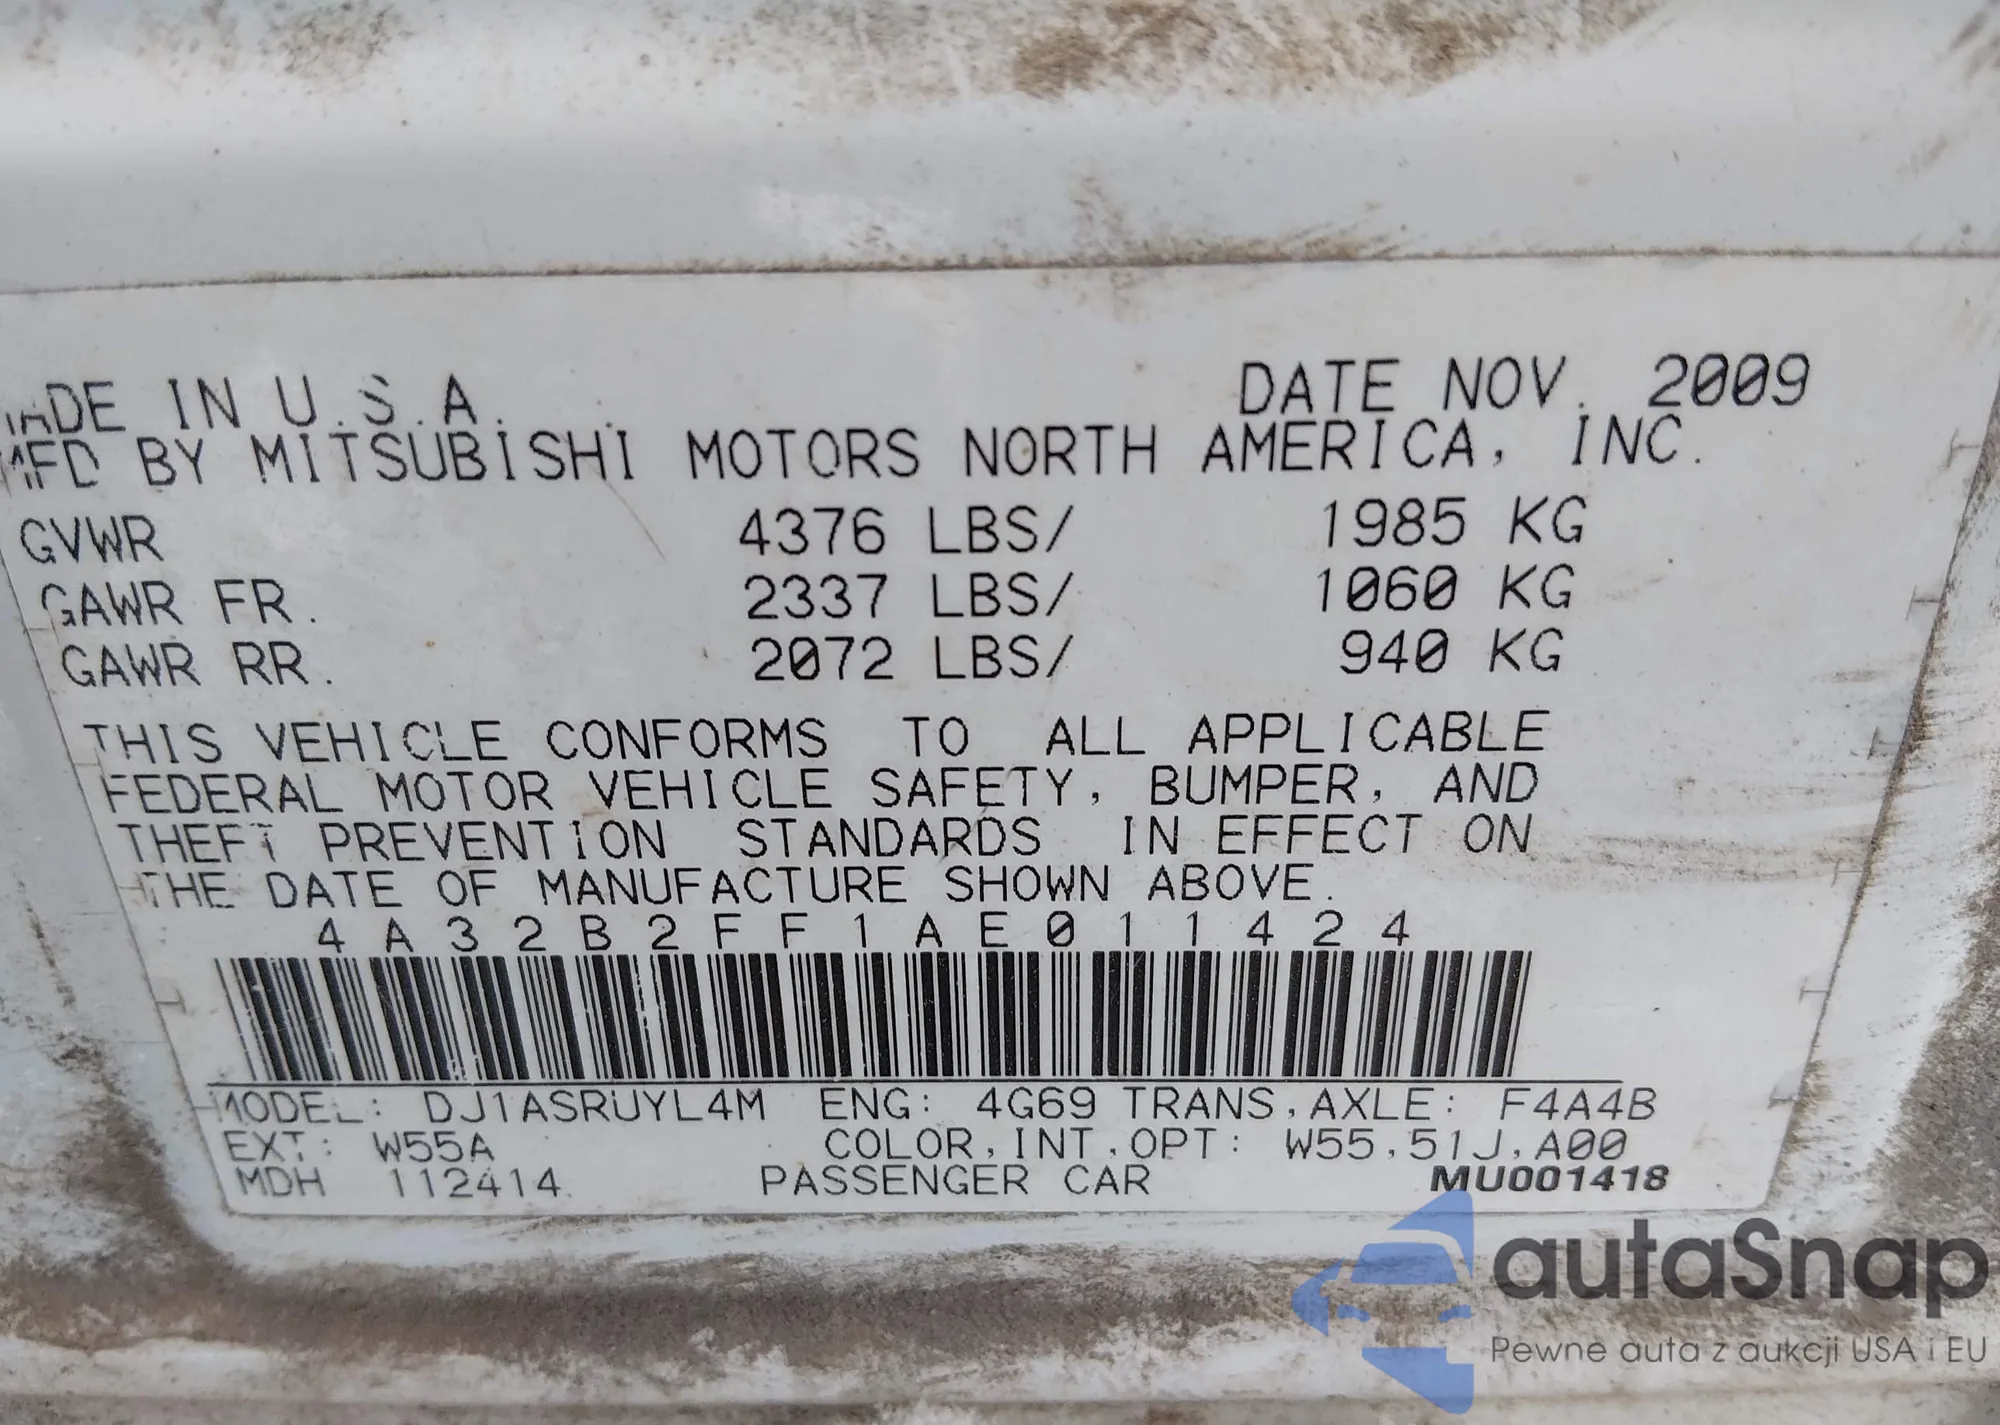 MADE IN U.S.A. DATE NOV. 2009
MFD BY MITSUBISHI MOTORS NORTH AMERICA, INC.
GVWR 4376 LBS/ 1985 KG
GAWR FR. 2337 LBS/ 1060 KG
GAWR RR. 2072 LBS/ 940 KG
THIS VEHICLE CONFORMS TO ALL APPLICABLE
FEDERAL MOTOR VEHICLE SAFETY, BUMPER, AND
THEFT PREVENTION STANDARDS IN EFFECT ON
THE DATE OF MANUFACTURE SHOWN ABOVE.
4A32B2FF1AE011424
MODEL: DJ1ASRUYL4M ENG: 4G69 TRANS,AXLE: F4A4B
EXT: W55A COLOR,INT,OPT: W55,51J,A00
MDH 112414 PASSENGER CAR MU001418
autaSnap
Pewne auta z aukcji USA i EU